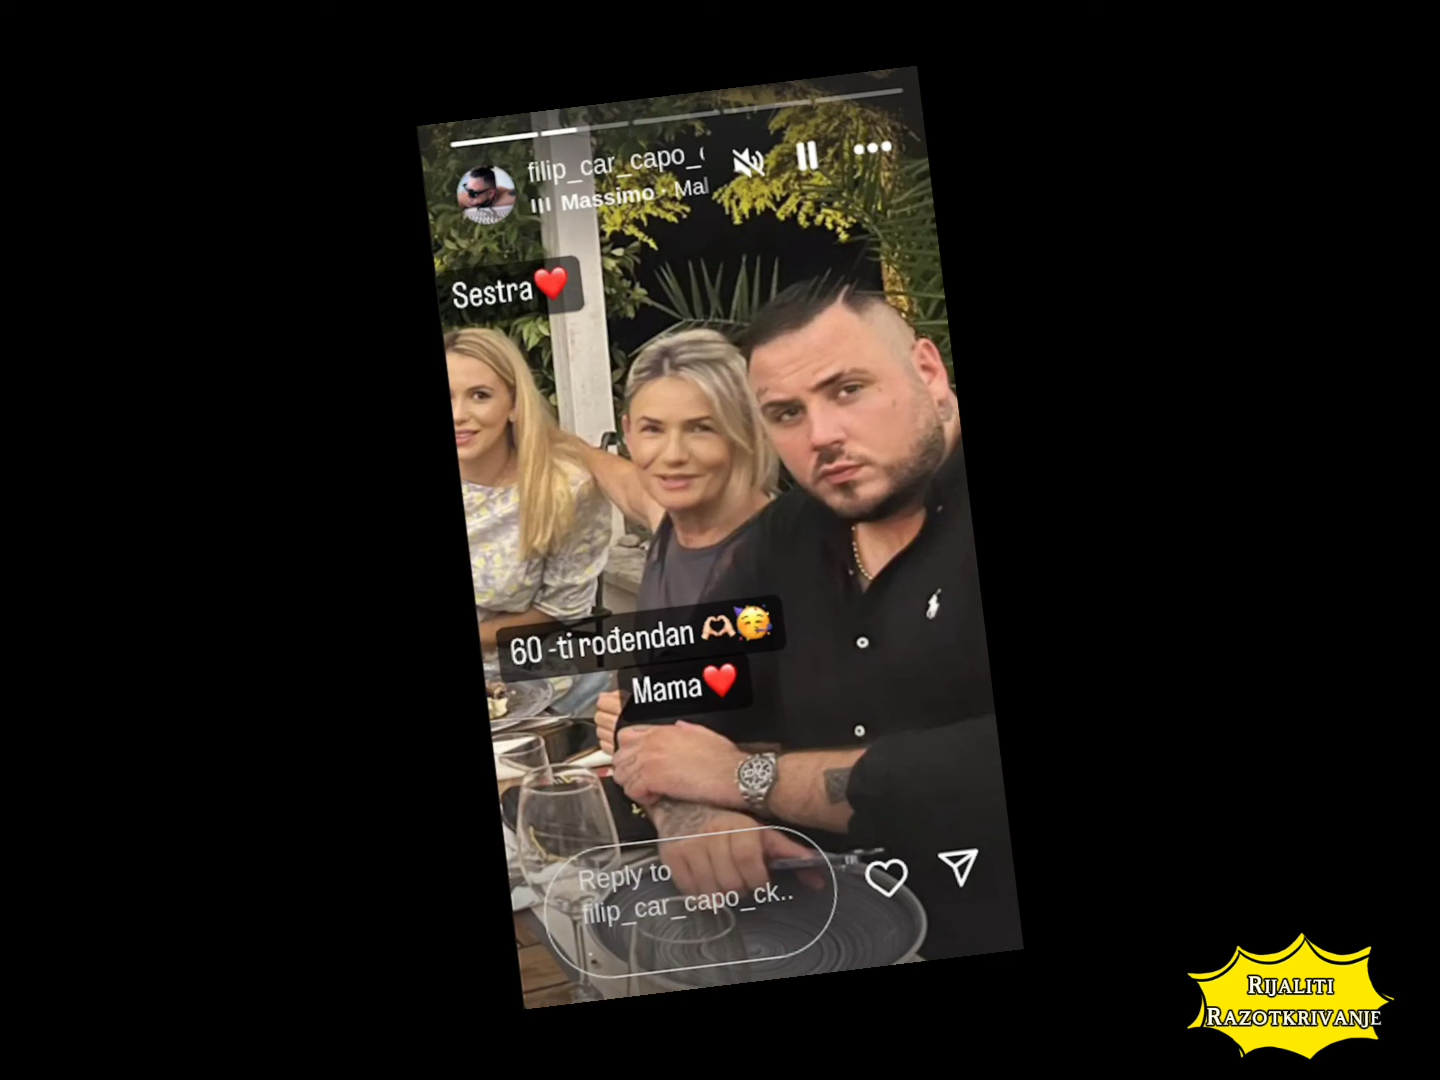 filip_car_capo_
Massimo · Mal
Sestra❤️
60 -ti rođendan 🫶🏻🥳
Mama❤️
Reply to
filip_car_capo_ck..
RIJALITI
RAZOTKRIVANJE